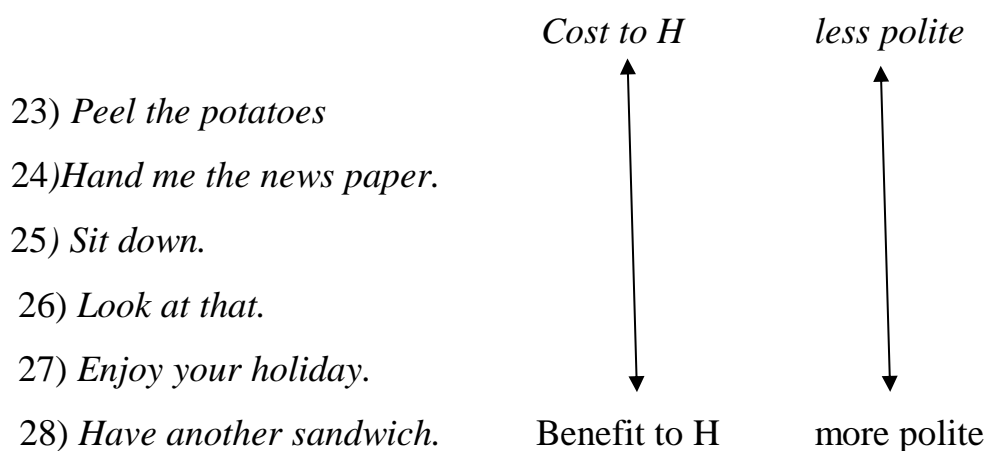 Cost to H less polite
23) Peel the potatoes
24)Hand me the news paper.
25) Sit down.
26) Look at that.
27) Enjoy your holiday.
28) Have another sandwich. Benefit to H more polite